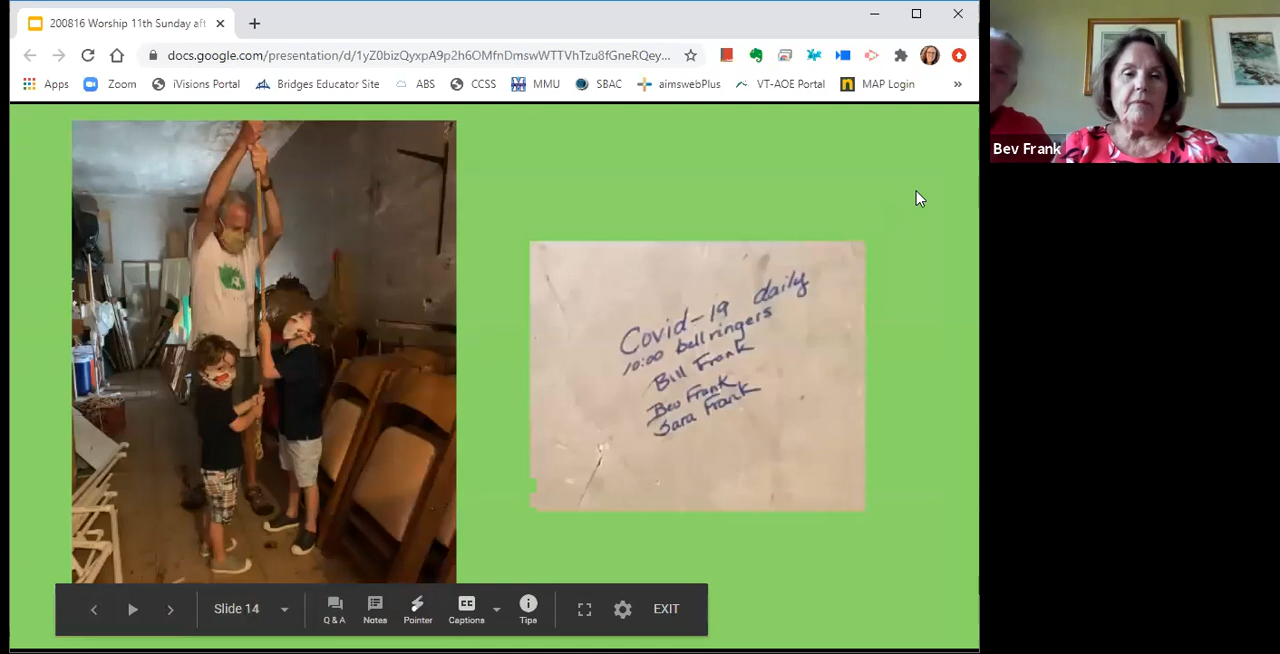 200816 Worship 11th Sunday aft
docs.google.com/presentation/d/1yZ0bizQyxpA9p2h6OMfnDmswWTTVhTzu8fGneRQey...
Apps Zoom iVisions Portal Bridges Educator Site ABS CCSS MMU SBAC aimswebPlus VT-AOE Portal MAP Login »
Bev Frank
Covid-19 daily
10:00 bell ringers
Bill Frank
Bev Frank
Sara Frank
Slide 14
Q & A Notes Pointer Captions Tips EXIT
CC